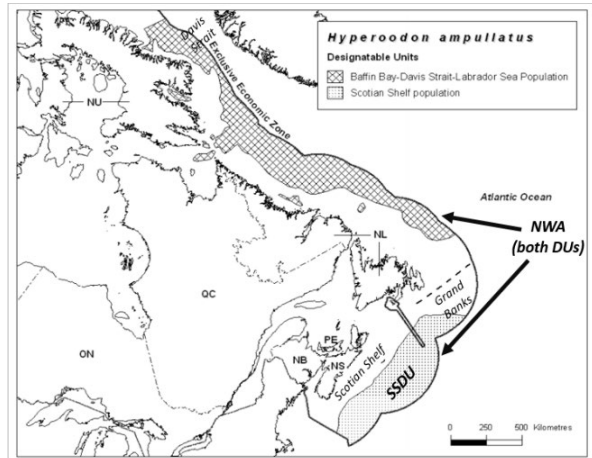 Hyperoodon ampullatus
Designatable Units
Baffin Bay-Davis Strait-Labrador Sea Population
Scotian Shelf population
Davis
Strait
Exclusive Economic Zone
NU
Atlantic Ocean
NWA
(both DUs)
NL
QC
Grand
Banks
ON
PE
NB
NS
Scotian Shelf
SSDU
0 250 500 Kilometres